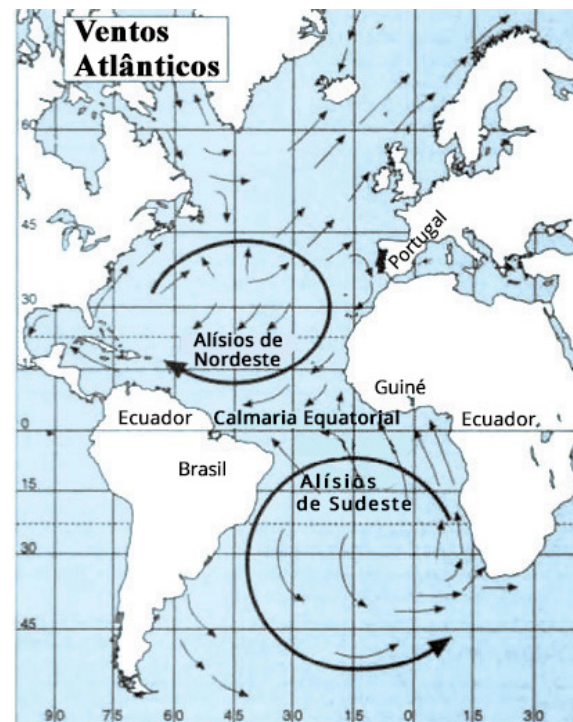 Ventos
Atlânticos
60
45
Portugal
30
Alísios de
Nordeste
15
Guiné
Ecuador Calmaria Equatorial Ecuador
0
Brasil
15
Alísios
de Sudeste
30
45
90 75 45 30 15 0 15 30